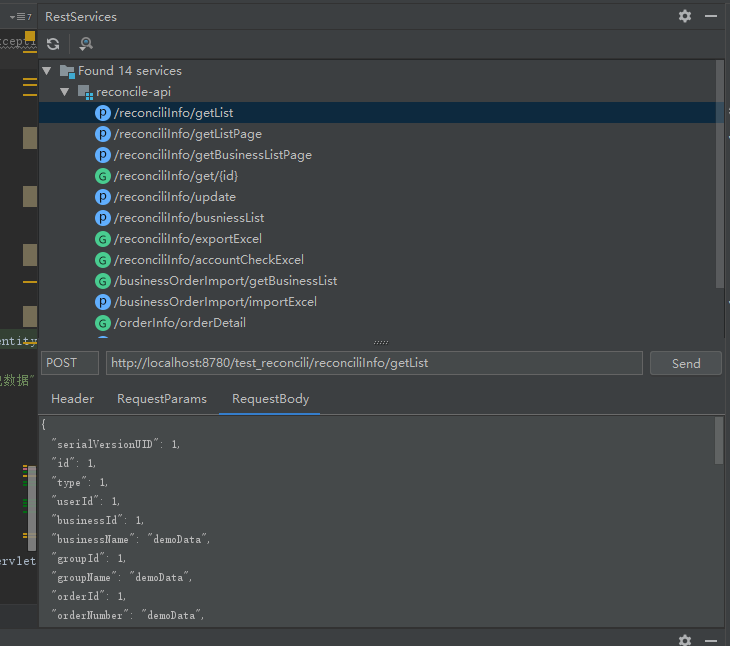 7
RestServices
cepti
Found 14 services
reconcile-api
P /reconciliInfo/getList
P /reconciliInfo/getListPage
P /reconciliInfo/getBusinessListPage
G /reconciliInfo/get/{id}
P /reconciliInfo/update
P /reconciliInfo/busniessList
G /reconciliInfo/exportExcel
G /reconciliInfo/accountCheckExcel
G /businessOrderImport/getBusinessList
P /businessOrderImport/importExcel
G /orderInfo/orderDetail
entity
POST http://localhost:8780/test_reconcili/reconciliInfo/getList Send
数据"
Header RequestParams RequestBody
{
"serialVersionUID": 1,
"id": 1,
"type": 1,
"userId": 1,
"businessId": 1,
"businessName": "demoData",
rvlet
"groupId": 1,
"groupName": "demoData",
"orderId": 1,
"orderNumber": "demoData",